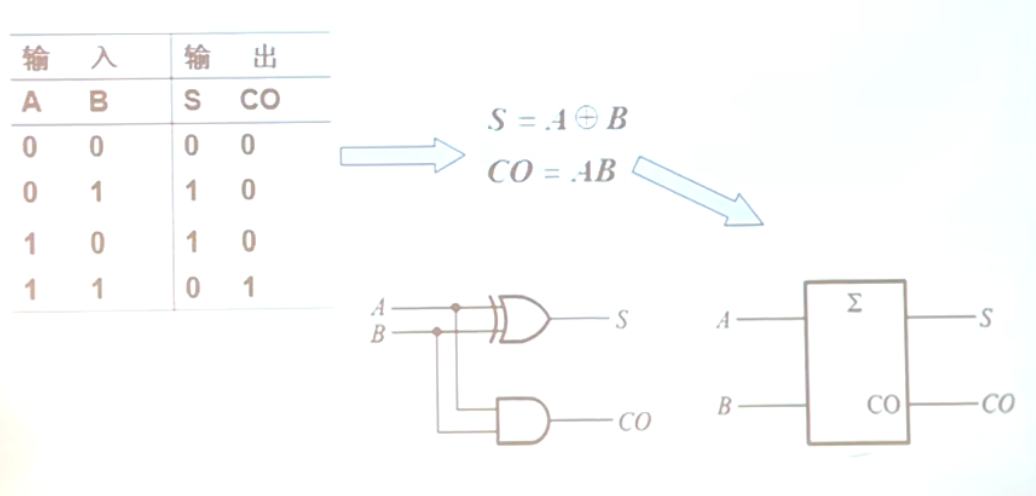 输 入 输 出
A B S CO
0 0 0 0
0 1 1 0
1 0 1 0
1 1 0 1
S = A ⊕ B
CO = AB
A
B
S
CO
Σ
A
S
B
CO
CO